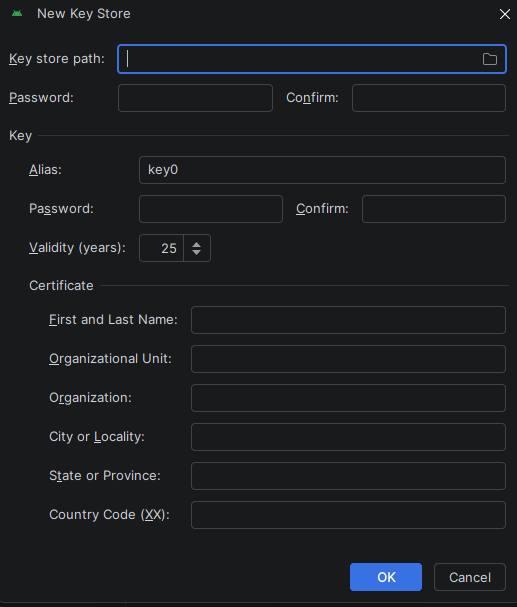 New Key Store
Key store path:
Password: Confirm:
Key
Alias: key0
Password: Confirm:
Validity (years): 25
Certificate
First and Last Name:
Organizational Unit:
Organization:
City or Locality:
State or Province:
Country Code (XX):
OK Cancel